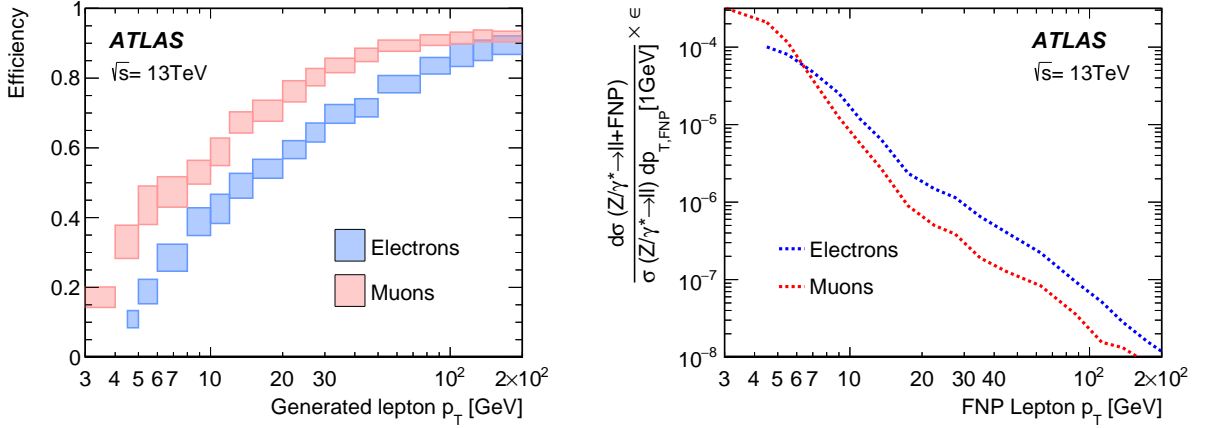 Efficiency
1
0.8
0.6
0.4
0.2
0
ATLAS
√s= 13TeV
Electrons
Muons
3 4 5 6 7 10 20 30 10² 2×10²
Generated lepton p_T [GeV]
dσ (Z/γ*→ll+FNP)
σ (Z/γ*→ll) dp_T,FNP[1GeV]
× ∈
10⁻⁴
10⁻⁵
10⁻⁶
10⁻⁷
10⁻⁸
ATLAS
√s= 13TeV
Electrons
Muons
3 4 5 6 7 10 20 30 40 10² 2×10²
FNP Lepton p_T [GeV]